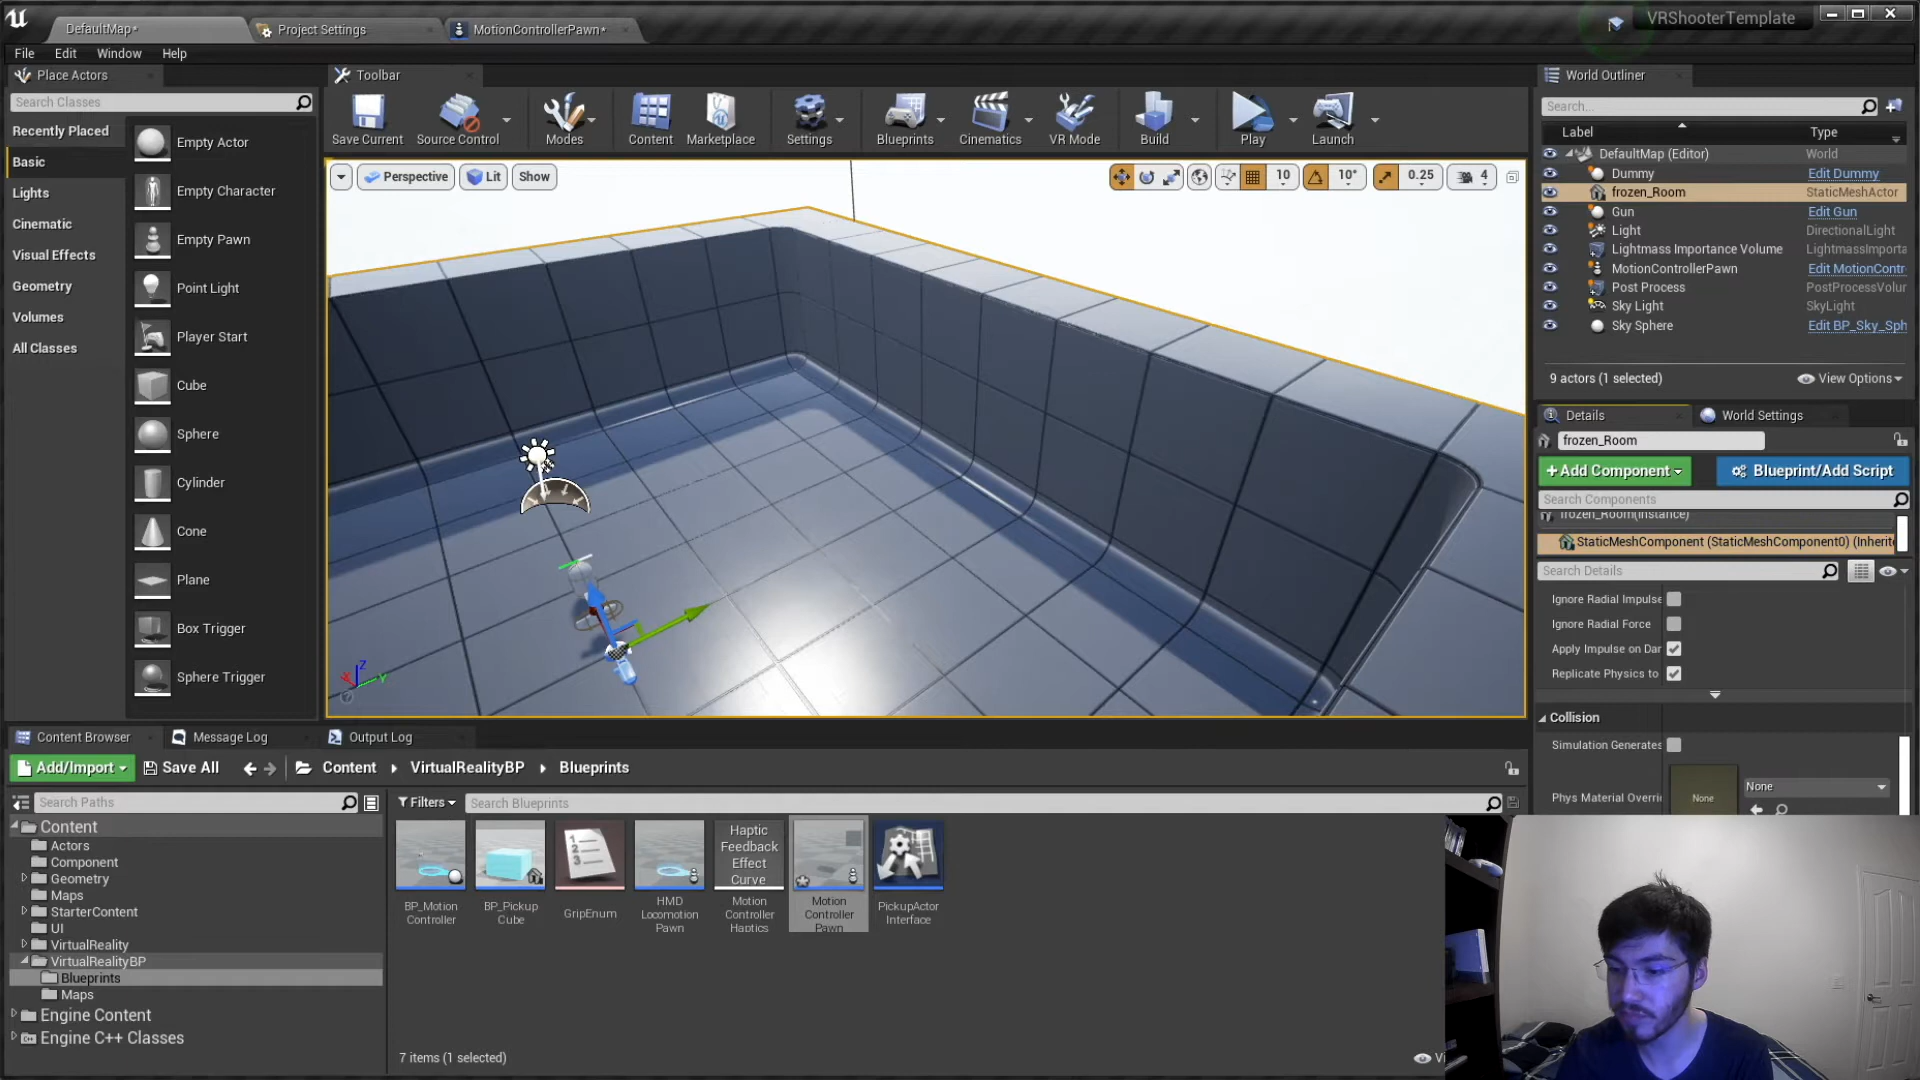 DefaultMap*
Project Settings
MotionControllerPawn*
VRShooterTemplate
File Edit Window Help
Place Actors
Search Classes
Recently Placed
Basic
Lights
Cinematic
Visual Effects
Geometry
Volumes
All Classes
Empty Actor
Empty Character
Empty Pawn
Point Light
Player Start
Cube
Sphere
Cylinder
Cone
Plane
Box Trigger
Sphere Trigger
Toolbar
Save Current
Source Control
Modes
Content
Marketplace
Settings
Blueprints
Cinematics
VR Mode
Build
Play
Launch
Perspective
Lit
Show
10
10°
0.25
4
Z
World Outliner
Search...
Label
Type
DefaultMap (Editor) World
Dummy Edit Dummy
frozen_Room StaticMeshActor
Gun Edit Gun
Light DirectionalLight
Lightmass Importance Volume LightmassImporta
MotionControllerPawn Edit MotionContr
Post Process PostProcessVolur
Sky Light SkyLight
Sky Sphere Edit BP_Sky_Sph
9 actors (1 selected)
View Options
Details
World Settings
frozen_Room
+Add Component
Blueprint/Add Script
Search Components
frozen_Room(Instance)
StaticMeshComponent (StaticMeshComponent0) (Inherite
Search Details
Ignore Radial Impulse
Ignore Radial Force
Apply Impulse on Dar
Replicate Physics to
Collision
Simulation Generates
Phys Material Overri
None
None
Content Browser
Message Log
Output Log
Add/Import
Save All
Content
VirtualRealityBP
Blueprints
Search Paths
Filters
Search Blueprints
Content
Actors
Component
Geometry
Maps
StarterContent
UI
VirtualReality
VirtualRealityBP
Blueprints
Maps
Engine Content
Engine C++ Classes
BP_Motion
Controller
BP_Pickup
Cube
GripEnum
HMD
Locomotion
Pawn
Haptic
Feedback
Effect
Curve
Motion
Controller
Haptics
Motion
Controller
Pawn
PickupActor
Interface
7 items (1 selected)